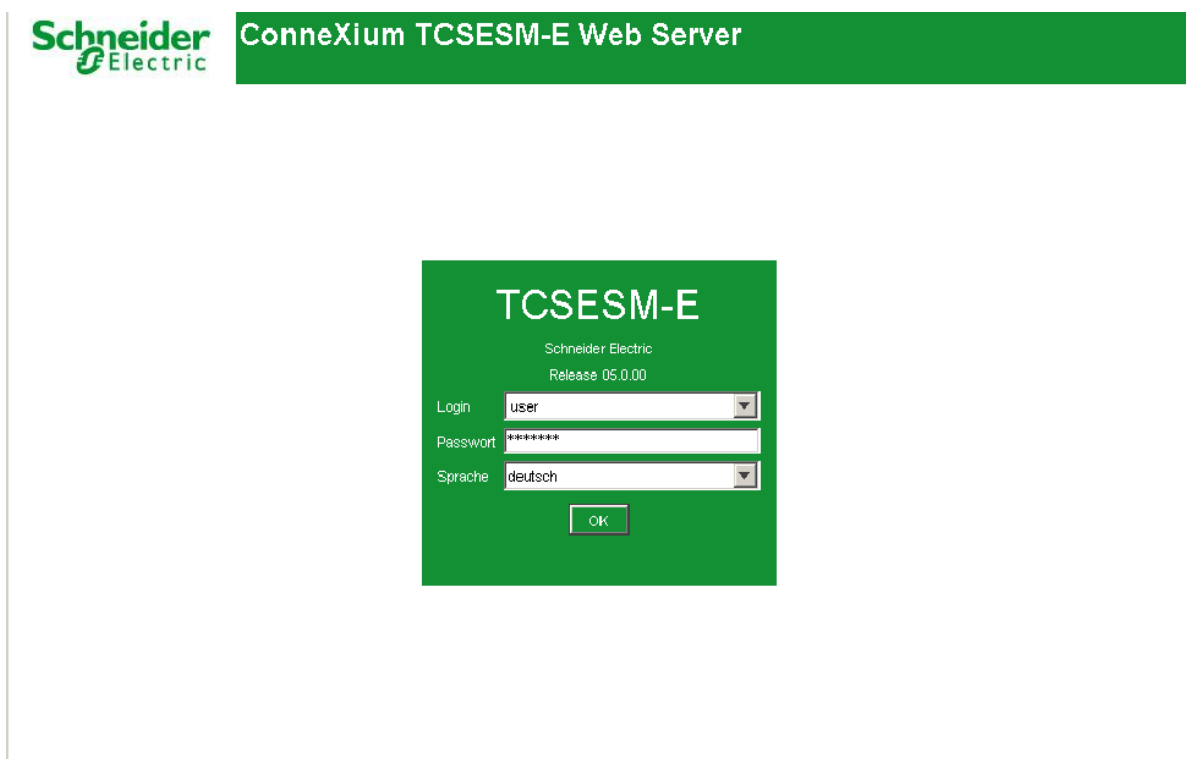 Schneider
Electric
ConneXium TCSESM-E Web Server
TCSESM-E
Schneider Electric
Release 05.0.00
Login user
Passwort *******
Sprache deutsch
OK